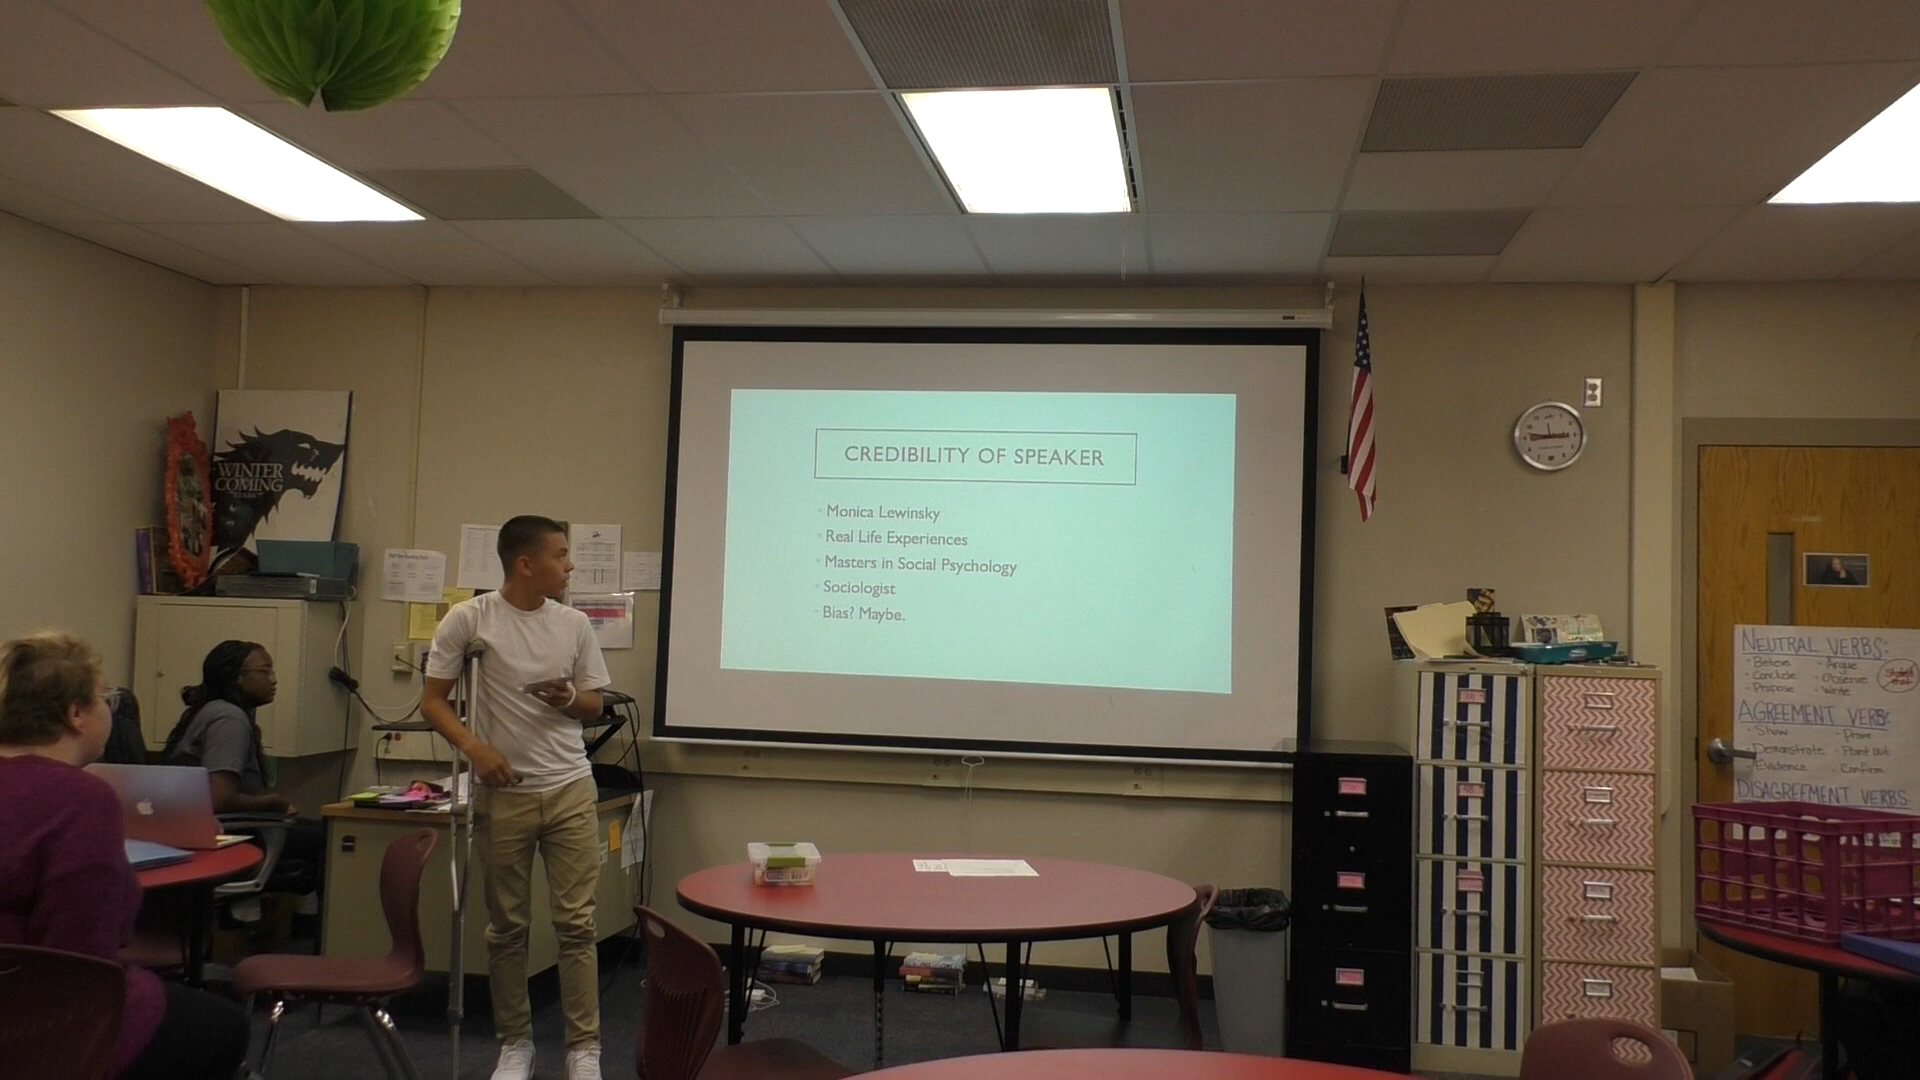 WINTER
COMING
CREDIBILITY OF SPEAKER
Monica Lewinsky
Real Life Experiences
Masters in Social Psychology
Sociologist
Bias? Maybe.
NEUTRAL VERBS:
- Believe - Argue
- Conclude - Observe
- Propose - Write
AGREEMENT VERBS
- Show - Prove
- Demonstrate - Point out
- Evidence - Confirm
DISAGREEMENT VERBS